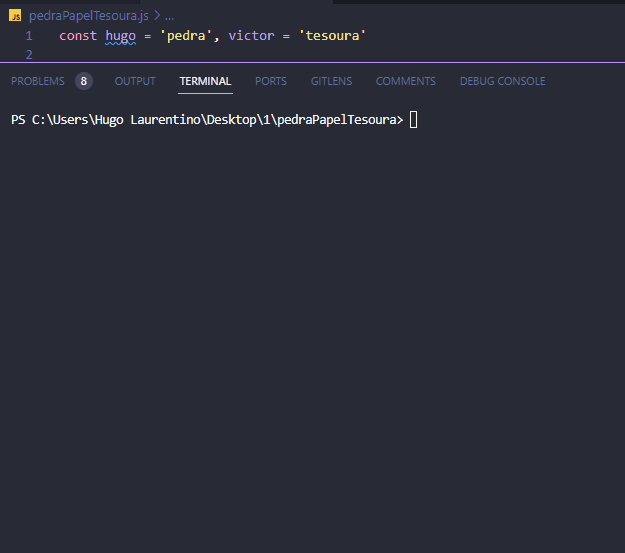 JS pedraPapelTesoura.js > ...
1 const hugo = 'pedra', victor = 'tesoura'
2
PROBLEMS 8 OUTPUT TERMINAL PORTS GITLENS COMMENTS DEBUG CONSOLE
PS C:\Users\Hugo Laurentino\Desktop\1\pedraPapelTesoura>